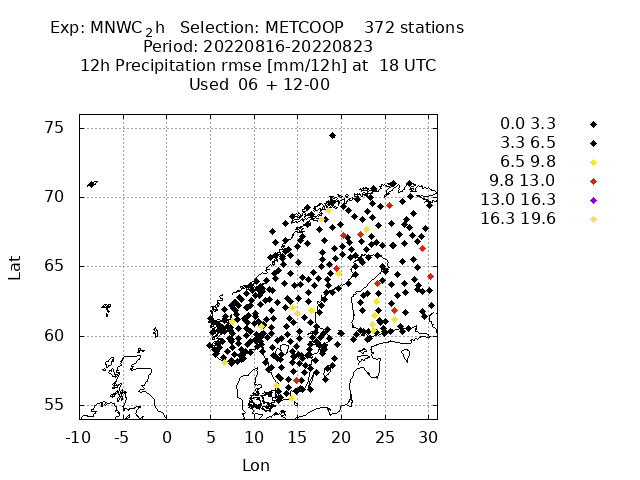 Exp: MNWC2h   Selection: METCOOP    372 stations
Period: 20220816-20220823
12h Precipitation rmse [mm/12h] at  18 UTC
Used  06 + 12-00
75
70
65
60
55
-10 -5 0 5 10 15 20 25 30
Lat
Lon
0.0 3.3
3.3 6.5
6.5 9.8
9.8 13.0
13.0 16.3
16.3 19.6